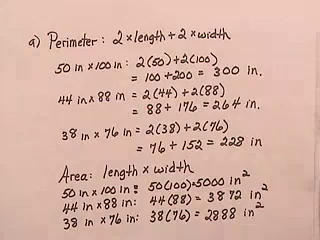 a) Perimeter: 2 × length + 2 × width
50 in × 100 in: 2(50) + 2(100)
= 100 + 200 = 300 in.
44 in × 88 in = 2(44) + 2(88)
= 88 + 176 = 264 in.
38 in × 76 in = 2(38) + 2(76)
= 76 + 152 = 228 in
Area: length × width
50 in × 100 in: 50(100) = 5000 in²
44 in × 88 in: 44(88) = 3872 in²
38 in × 76 in: 38(76) = 2888 in²